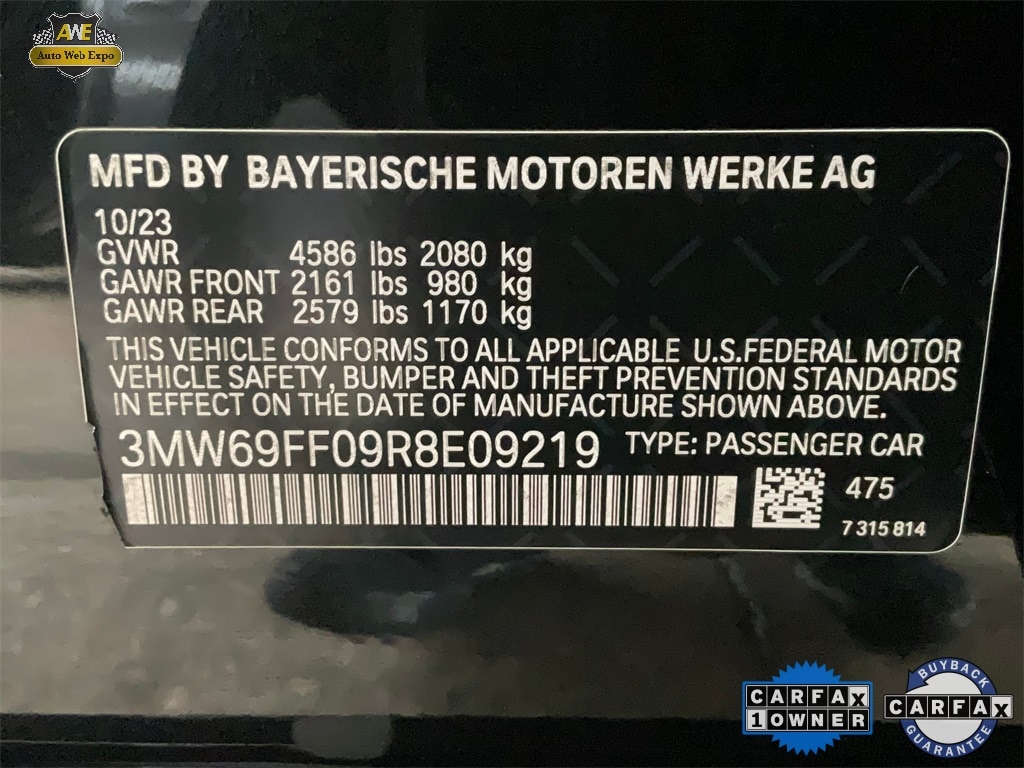 AWE
Auto Web Expo
MFD BY BAYERISCHE MOTOREN WERKE AG
10/23
GVWR 4586 lbs 2080 kg
GAWR FRONT 2161 lbs 980 kg
GAWR REAR 2579 lbs 1170 kg
THIS VEHICLE CONFORMS TO ALL APPLICABLE U.S.FEDERAL MOTOR
VEHICLE SAFETY, BUMPER AND THEFT PREVENTION STANDARDS
IN EFFECT ON THE DATE OF MANUFACTURE SHOWN ABOVE.
3MW69FF09R8E09219 TYPE: PASSENGER CAR
475
7 315 814
CARFAX
1 OWNER
BUYBACK
CARFAX
GUARANTEE